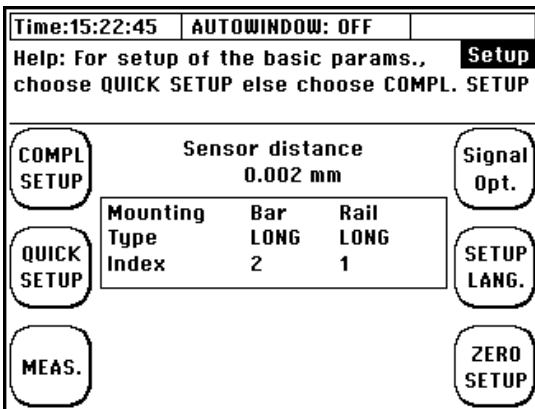 Time:15:22:45 AUTOWINDOW: OFF
Help: For setup of the basic params., Setup
choose QUICK SETUP else choose COMPL. SETUP
COMPL
SETUP
Sensor distance
0.002 mm
Signal
Opt.
Mounting Bar Rail
Type LONG LONG
Index 2 1
QUICK
SETUP
SETUP
LANG.
MEAS.
ZERO
SETUP